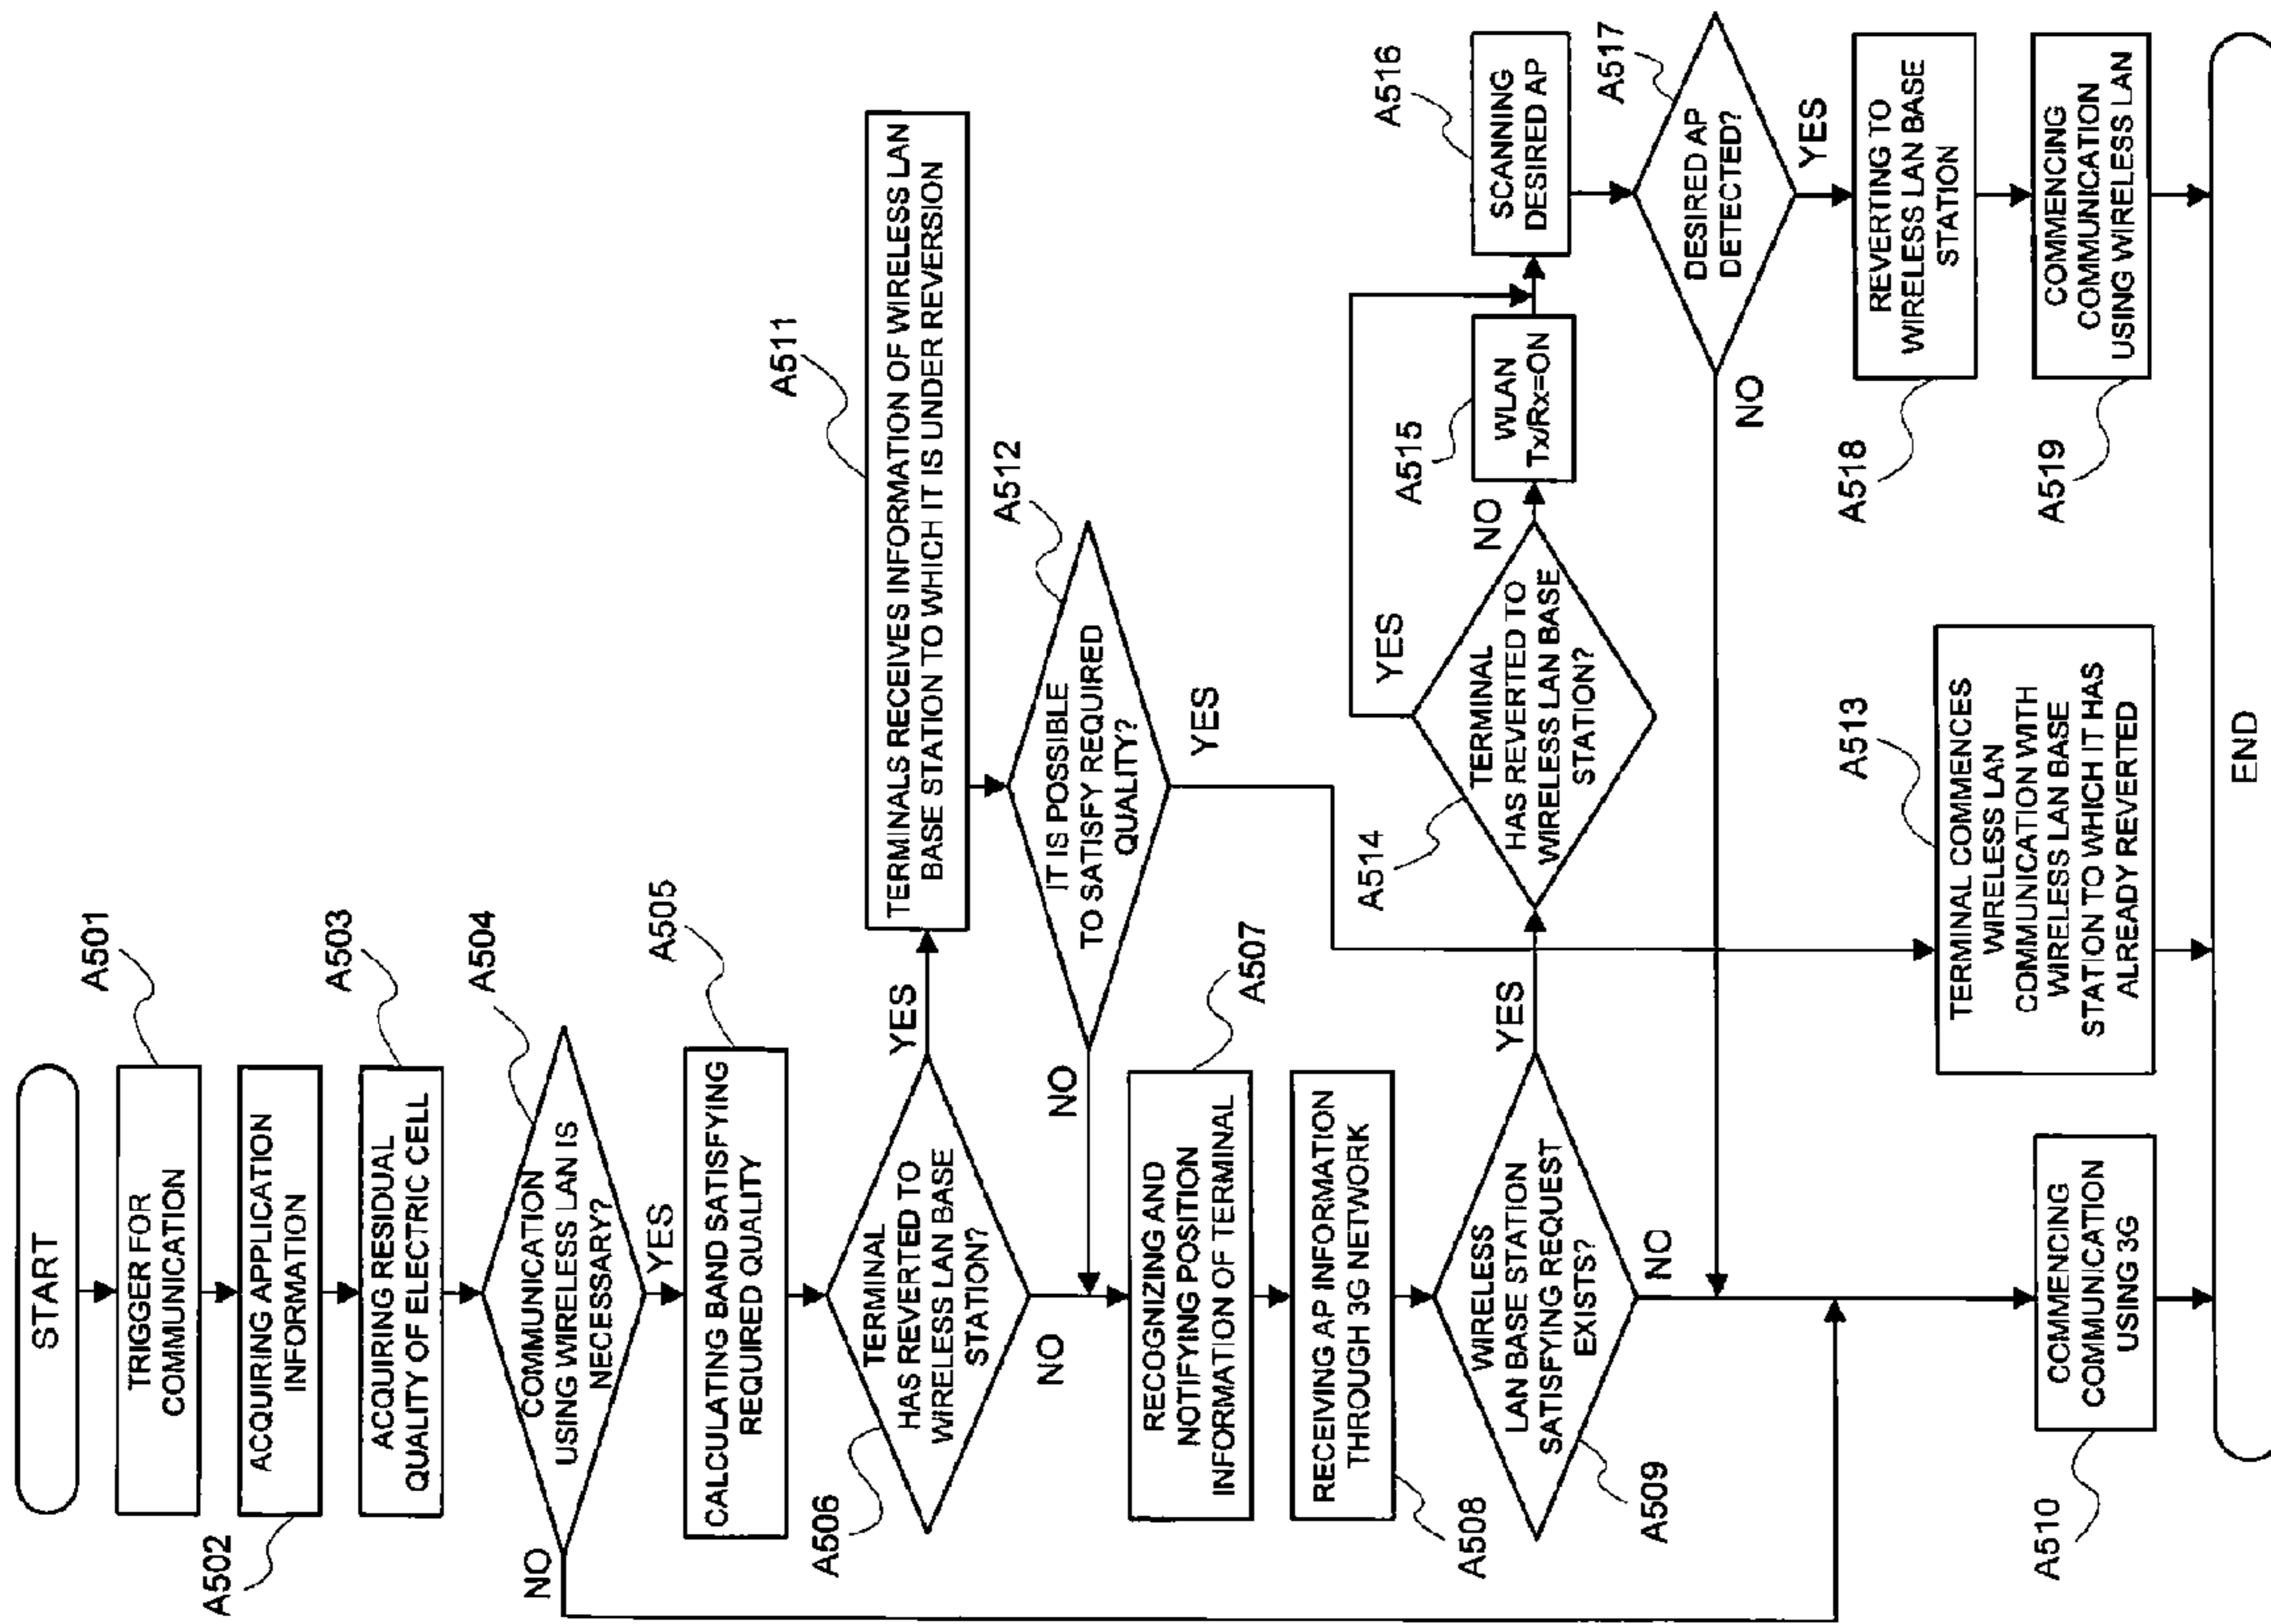 START
A501
TRIGGER FOR
COMMUNICATION
A502
ACQUIRING APPLICATION
INFORMATION
A503
ACQUIRING RESIDUAL
QUALITY OF ELECTRIC CELL
A504
COMMUNICATION
USING WIRELESS LAN IS
NECESSARY?
NO
YES
A505
CALCULATING BAND SATISFYING
REQUIRED QUALITY
A506
TERMINAL
HAS REVERTED TO
WIRELESS LAN BASE
STATION?
YES
NO
A511
TERMINALS RECEIVES INFORMATION OF WIRELESS LAN
BASE STATION TO WHICH IT IS UNDER REVERSION
A512
IT IS POSSIBLE
TO SATISFY REQUIRED
QUALITY?
NO
YES
A507
RECOGNIZING AND
NOTIFYING POSITION
INFORMATION OF TERMINAL
A508
RECEIVING AP INFORMATION
THROUGH 3G NETWORK
A509
WIRELESS
LAN BASE STATION
SATISFYING REQUEST
EXISTS?
YES
NO
A514
TERMINAL
HAS REVERTED TO
WIRELESS LAN BASE
STATION?
YES
NO
A515
WLAN
Tx/Rx=ON
A516
SCANNING
DESIRED AP
A517
DESIRED AP
DETECTED?
NO
YES
A518
REVERTING TO
WIRELESS LAN BASE
STATION
A510
COMMENCING
COMMUNICATION
USING 3G
A513
TERMINAL COMMENCES
WIRELESS LAN
COMMUNICATION WITH
WIRELESS LAN BASE
STATION TO WHICH IT HAS
ALREADY REVERTED
A519
COMMENCING
COMMUNICATION
USING WIRELESS LAN
END